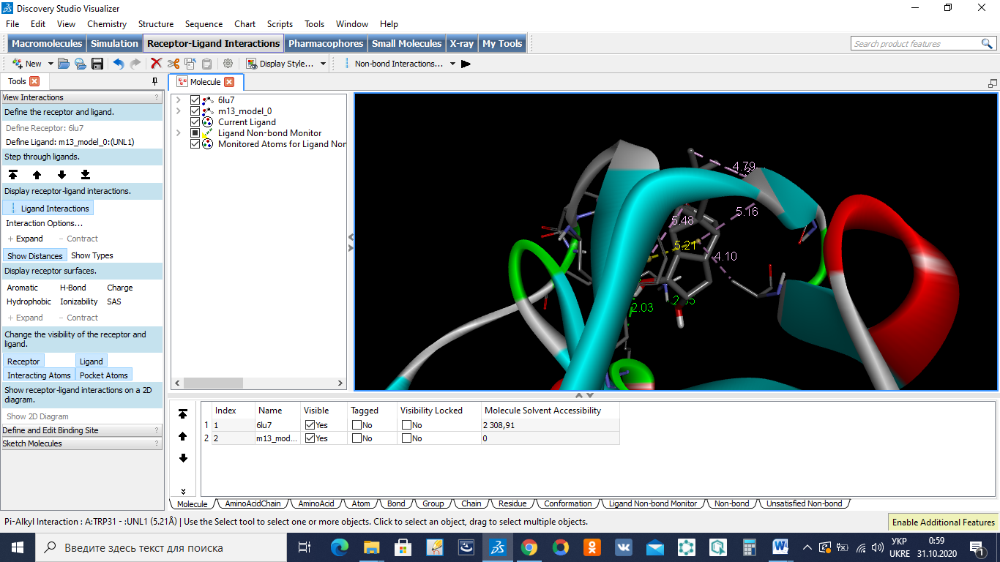 Discovery Studio Visualizer
File Edit View Chemistry Structure Sequence Chart Scripts Tools Window Help
Macromolecules Simulation Receptor-Ligand Interactions Pharmacophores Small Molecules X-ray My Tools
Search product features
New Display Style... Non-bond Interactions...
Tools
Molecule
View Interactions ?
Define the receptor and ligand.
Define Receptor: 6lu7
Define Ligand: m13_model_0:(UNL1)
Step through ligands.
Display receptor-ligand interactions.
Ligand Interactions
Interaction Options...
+ Expand - Contract
Show Distances Show Types
Display receptor surfaces.
Aromatic H-Bond Charge
Hydrophobic Ionizability SAS
+ Expand - Contract
Change the visibility of the receptor and
ligand.
Receptor Ligand
Interacting Atoms Pocket Atoms
Show receptor-ligand interactions on a 2D
diagram.
Show 2D Diagram
Define and Edit Binding Site ?
Sketch Molecules ?
6lu7
m13_model_0
Current Ligand
Ligand Non-bond Monitor
Monitored Atoms for Ligand Non
4.79
5.16
5.48
5.21
4.10
2.03
Index Name Visible Tagged Visibility Locked Molecule Solvent Accessibility
1 1 6lu7 Yes No No 2 308,91
2 2 m13_mod... Yes No No 0
Molecule AminoAcidChain AminoAcid Atom Bond Group Chain Residue Conformation Ligand Non-bond Monitor Non-bond Unsatisfied Non-bond
Pi-Alkyl Interaction : A:TRP31 - :UNL1 (5.21Å) | Use the Select tool to select one or more objects. Click to select an object, drag to select multiple objects.
Enable Additional Features
Введите здесь текст для поиска
УКР
UKRE
0:59
31.10.2020
1